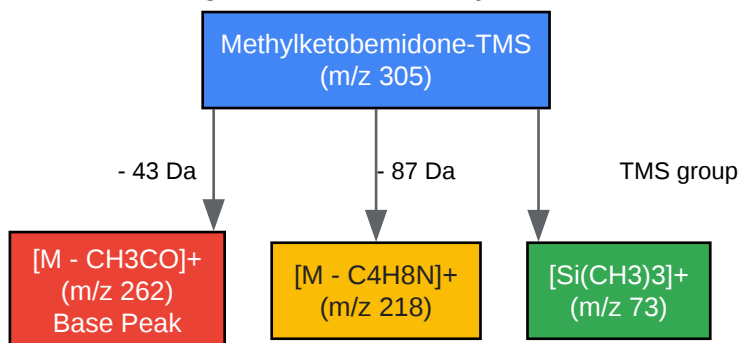 Methylketobemidone-TMS
(m/z 305)
- 43 Da
- 87 Da
TMS group
[M - CH3CO]+
(m/z 262)
Base Peak
[M - C4H8N]+
(m/z 218)
[Si(CH3)3]+
(m/z 73)